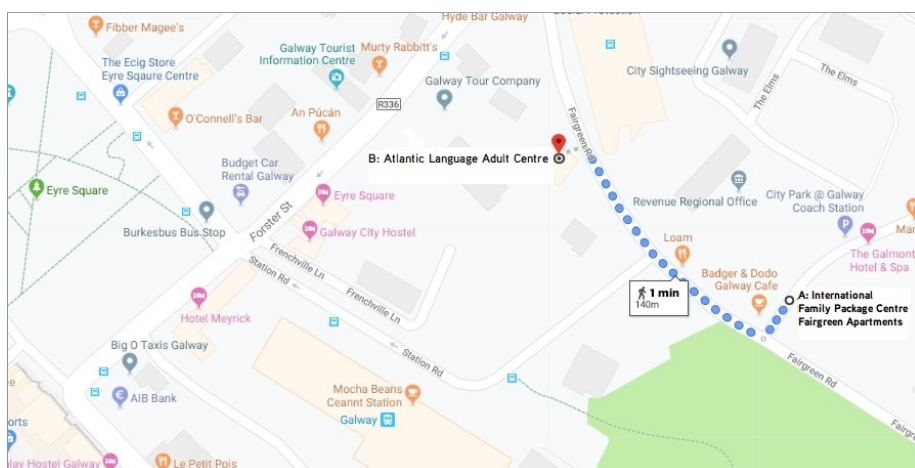 Fibber Magee's
Hyde Bar Galway
Galway Tourist
Information Centre
Murty Rabbitt's
The Ecig Store
Eyre Sqaure Centre
City Sightseeing Galway
The Elms
The Elms
Galway Tour Company
R336
O'Connell's Bar
An Púcán
Fairgreen Rd
B: Atlantic Language Adult Centre
Budget Car
Rental Galway
Eyre Square
Eyre Square
Revenue Regional Office
City Park @ Galway
Coach Station
Burkesbus Bus Stop
Forster St
Galway City Hostel
Loam
The Galmont
Hotel & Spa
Frenchville Ln
Station Rd
Badger & Dodo
Galway Cafe
1 min
140m
A: International
Family Package Centre
Fairgreen Apartments
Frenchville Ln
Hotel Meyrick
Big O Taxis Galway
Station Rd
Fairgreen Rd
AIB Bank
Mocha Beans
Ceannt Station
Galway
Le Petit Pois